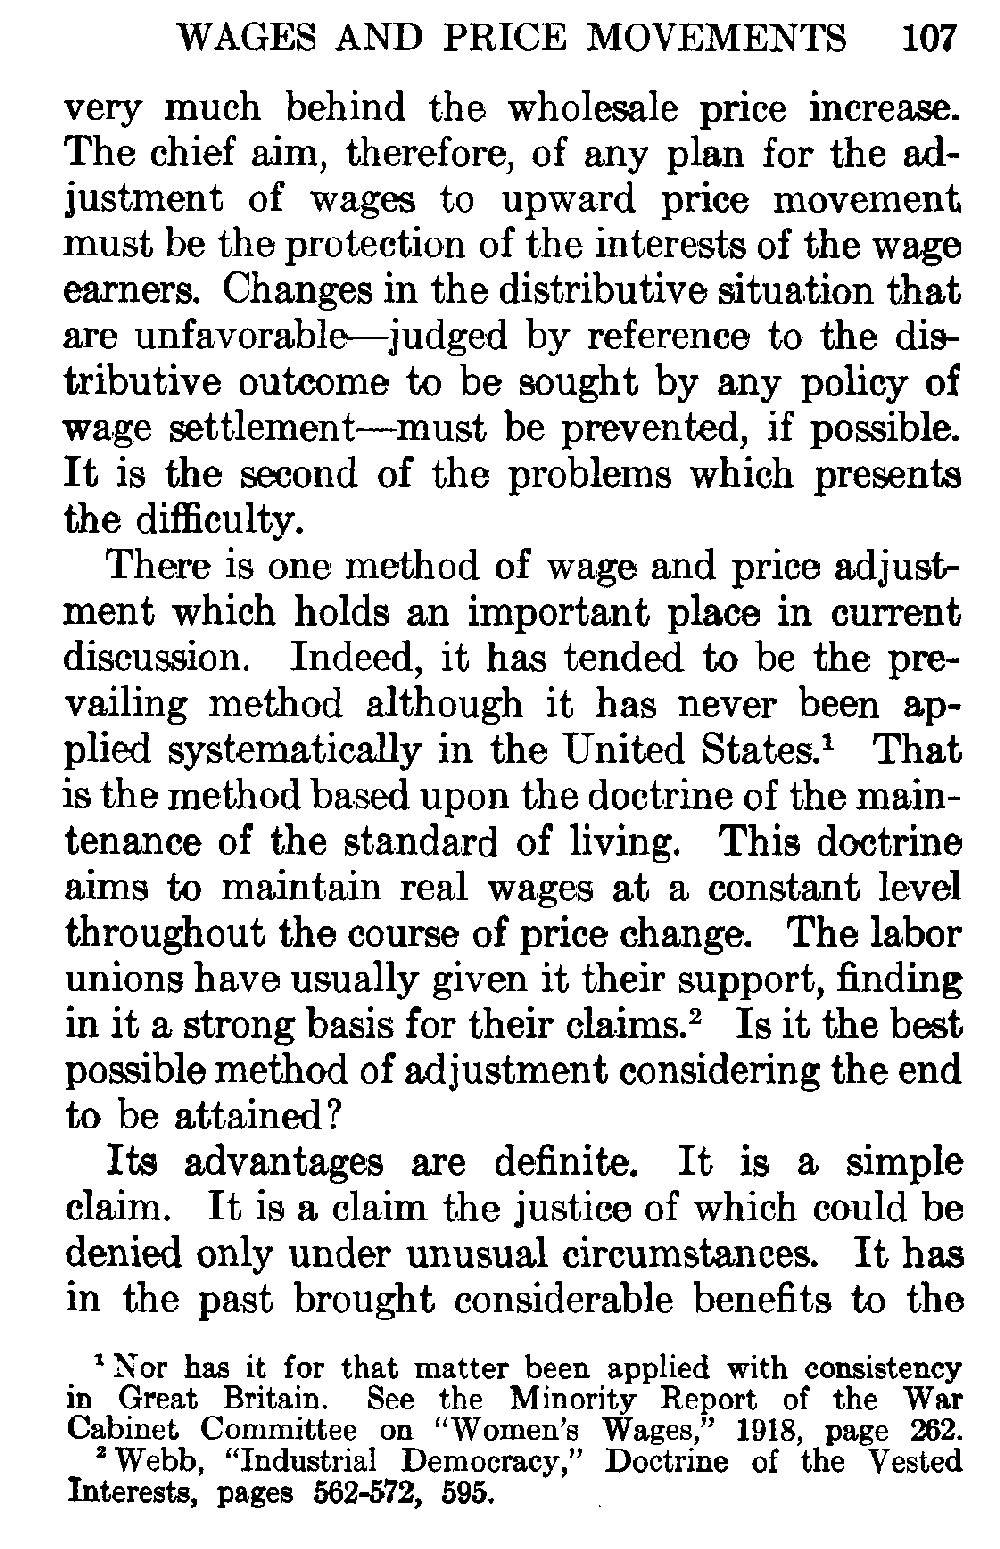 WAGES AND PRICE MOVEMENTS 107
very much behind the wholesale price increase.
The chief aim, therefore, of any plan for the ad-
justment of wages to upward price movement
must be the protection of the interests of the wage
earners. Changes in the distributive situation that
are unfavorable—judged by reference to the dis-
tributive outcome to be sought by any policy of
wage settlement—must be prevented, if possible.
It is the second of the problems which presents
the difficulty.
There is one method of wage and price adjust-
ment which holds an important place in current
discussion. Indeed, it has tended to be the pre-
vailing method although it has never been ap-
plied systematically in the United States.¹ That
is the method based upon the doctrine of the main-
tenance of the standard of living. This doctrine
aims to maintain real wages at a constant level
throughout the course of price change. The labor
unions have usually given it their support, finding
in it a strong basis for their claims.² Is it the best
possible method of adjustment considering the end
to be attained?
Its advantages are definite. It is a simple
claim. It is a claim the justice of which could be
denied only under unusual circumstances. It has
in the past brought considerable benefits to the
¹ Nor has it for that matter been applied with consistency
in Great Britain. See the Minority Report of the War
Cabinet Committee on "Women's Wages," 1918, page 262.
² Webb, "Industrial Democracy," Doctrine of the Vested
Interests, pages 562-572, 595.